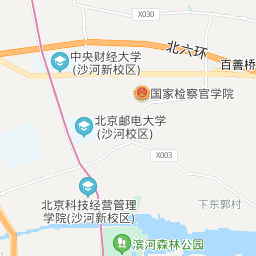 X030
北六环
中央财经大学
(沙河新校区)
百善桥
国家检察官学院
北京邮电大学
(沙河校区)
X003
北京科技经营管理
学院(沙河新校区)
下东郭村
滨河森林公园